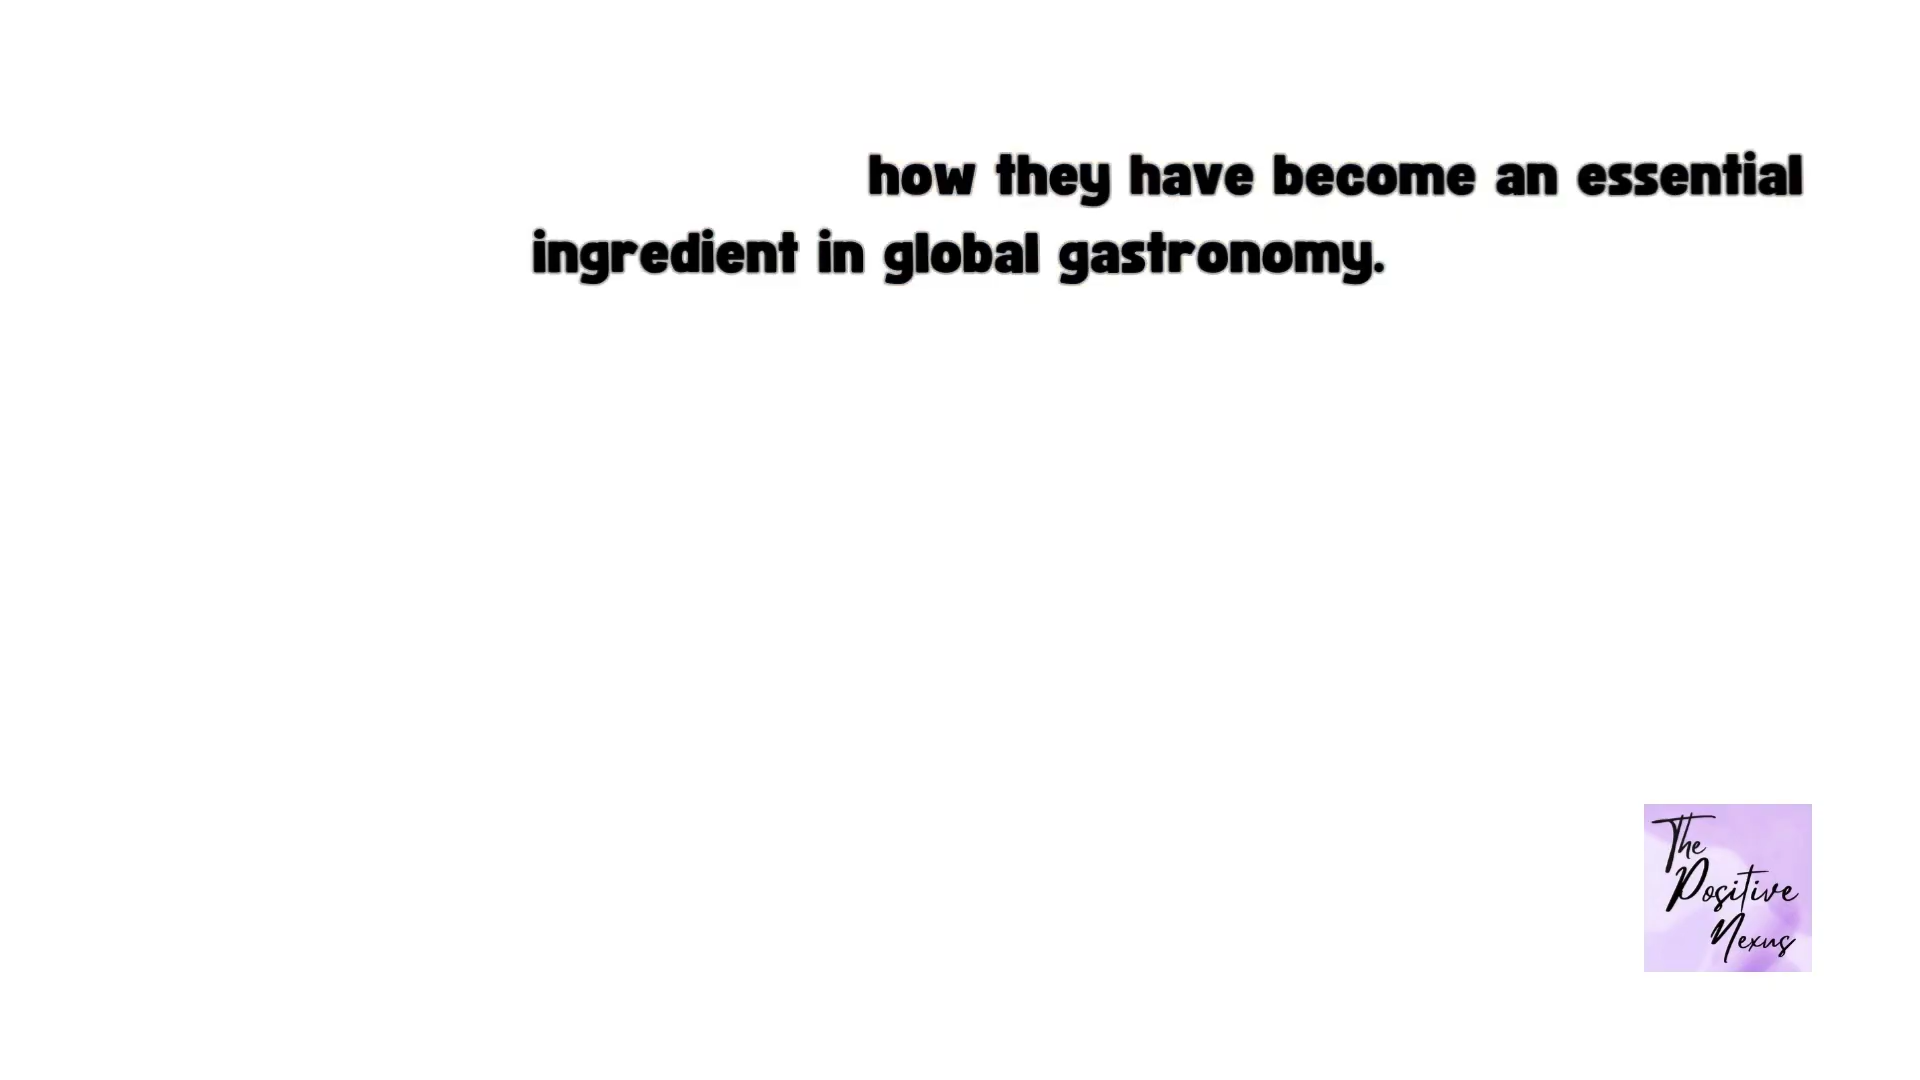 how they have become an essential
ingredient in global gastronomy.
The
Positive
Nexus